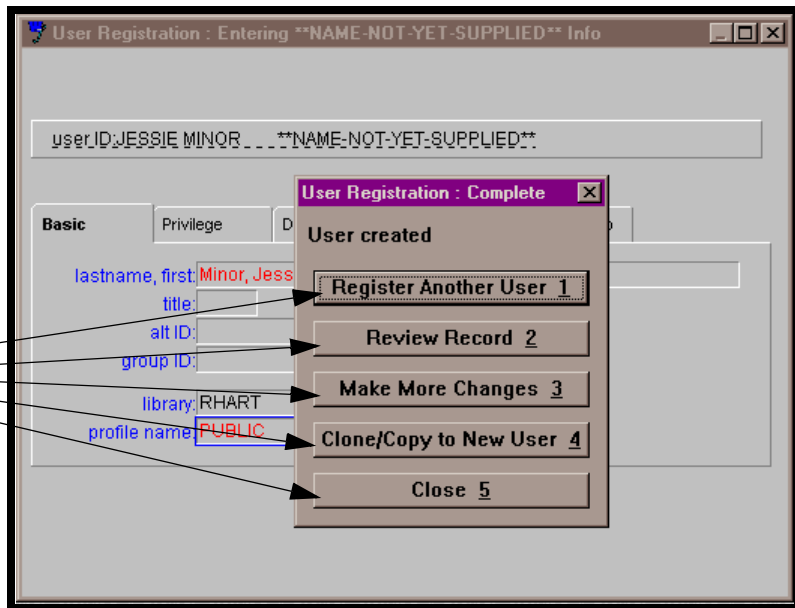 User Registration : Entering **NAME-NOT-YET-SUPPLIED** Info
user ID:JESSIE MINOR **NAME-NOT-YET-SUPPLIED**
User Registration : Complete
Basic
Privilege
D
User created
lastname, first: Minor, Jess
title:
alt ID:
group ID:
library: RHART
profile name: PUBLIC
Register Another User 1
Review Record 2
Make More Changes 3
Clone/Copy to New User 4
Close 5